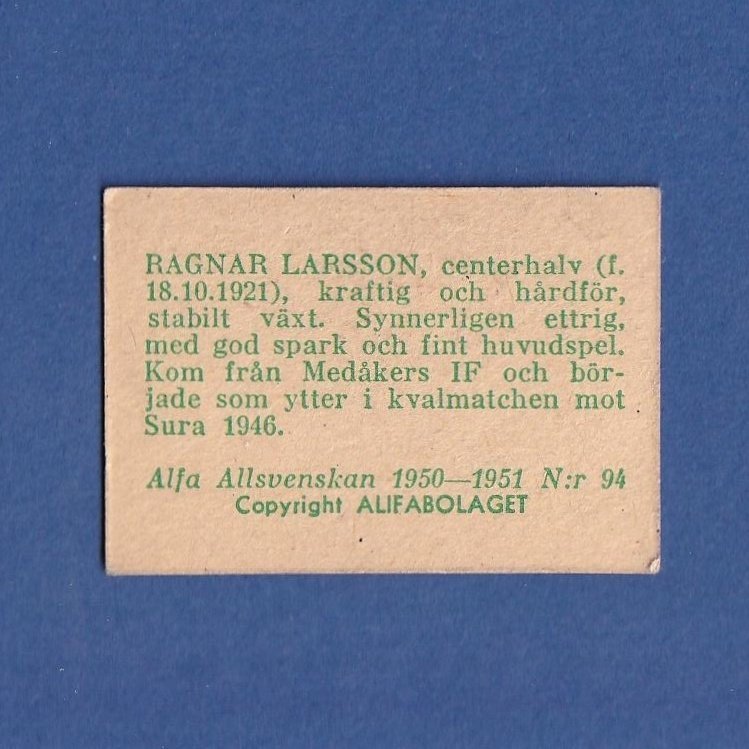 RAGNAR LARSSON, centerhalv (f.
18.10.1921), kraftig och hårdför,
stabilt växt. Synnerligen ettrig,
med god spark och fint huvudspel.
Kom från Medåkers IF och bör-
jade som ytter i kvalmatchen mot
Sura 1946.
Alfa Allsvenskan 1950—1951 N:r 94
Copyright ALIFABOLAGET